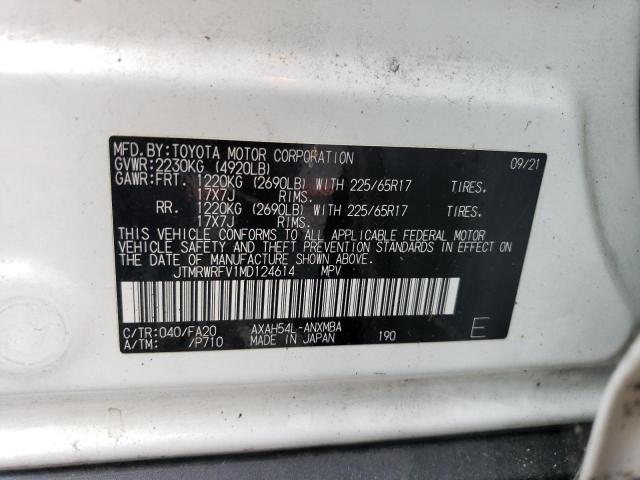 MFD.BY:TOYOTA MOTOR CORPORATION 09/21
GVWR:2230KG (4920LB)
GAWR:FRT. 1220KG (2690LB) WITH 225/65R17 TIRES.
17X7J RIMS.
RR. 1220KG (2690LB) WITH 225/65R17 TIRES.
17X7J RIMS.
THIS VEHICLE CONFORMS TO ALL APPLICABLE FEDERAL MOTOR
VEHICLE SAFETY AND THEFT PREVENTION STANDARDS IN EFFECT ON
THE DATE OF MANUFACTURE SHOWN ABOVE.
JTMRWRFV1MD124614 MPV
C/TR:040/FA20 AXAH54L-ANXMBA 190 E
A/TM: /P710 MADE IN JAPAN